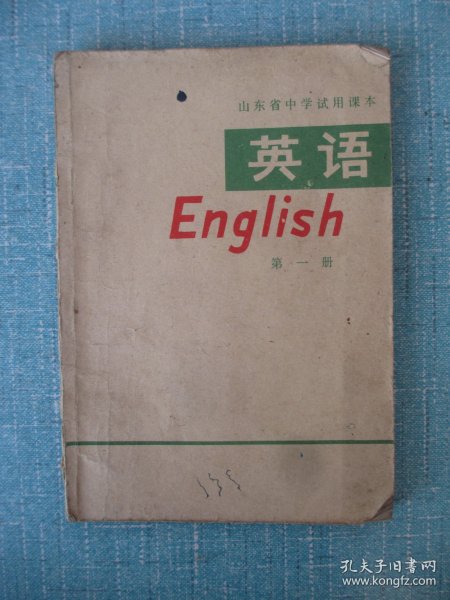 山东省中学试用课本
英语
English
第一册
孔夫子旧书网
www.kongfz.com